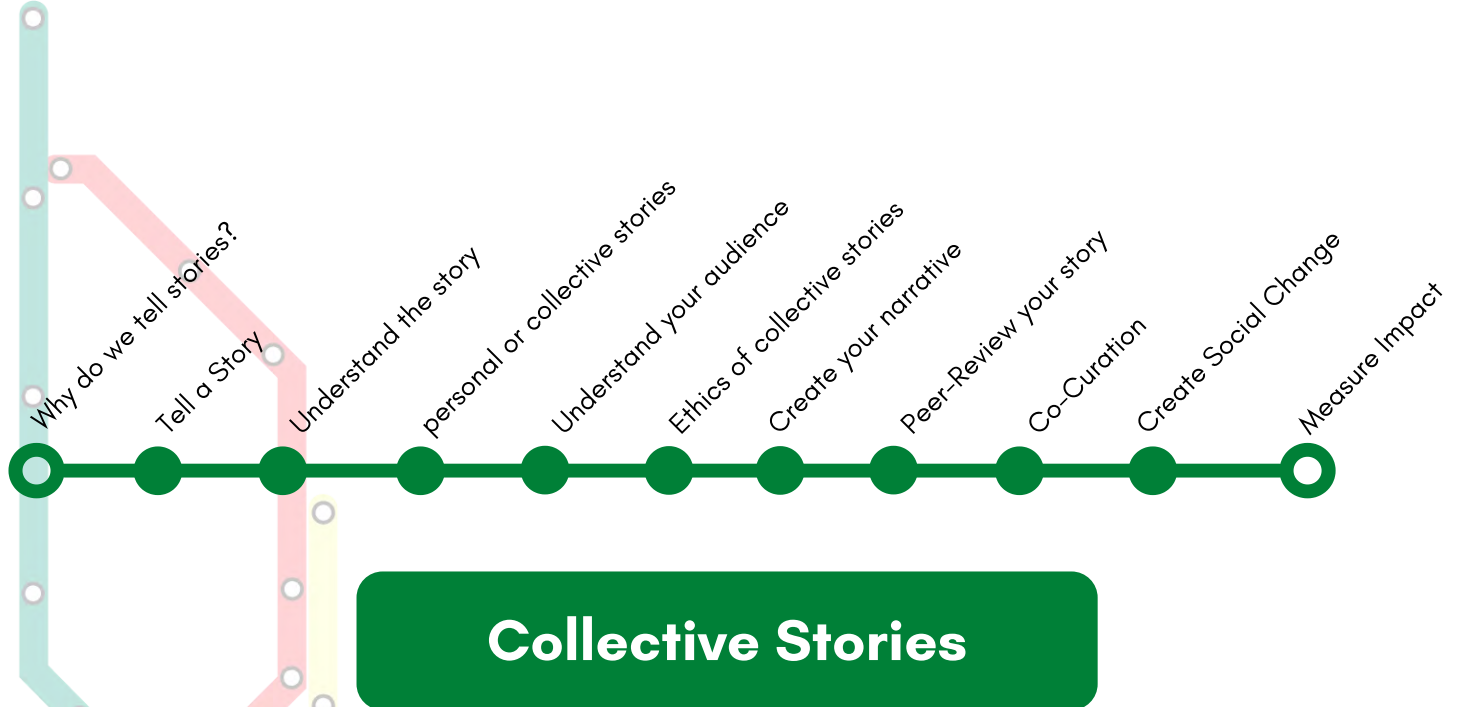 Why do we tell stories?
Tell a Story
Understand the story
personal or collective stories
Understand your audience
Ethics of collective stories
Create your narrative
Peer-Review your story
Co-Curation
Create Social Change
Measure Impact
Collective Stories